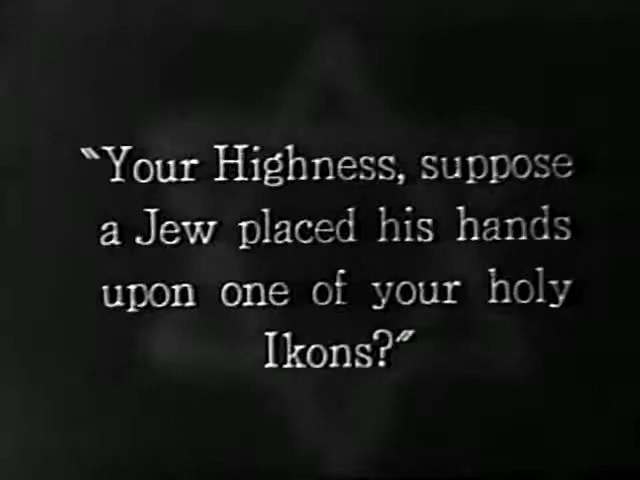 "Your Highness, suppose
a Jew placed his hands
upon one of your holy
Ikons?"